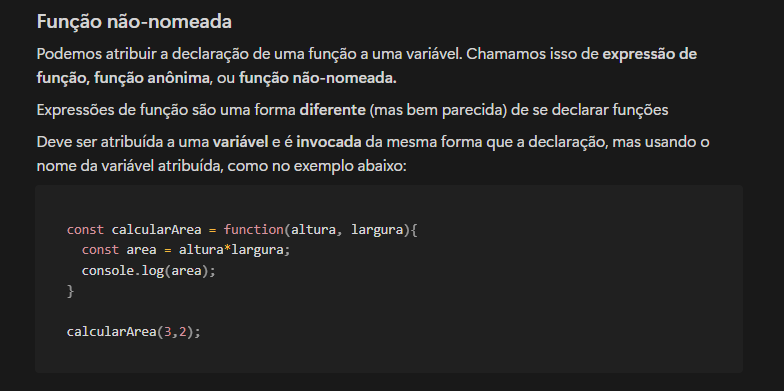 Função não-nomeada
Podemos atribuir a declaração de uma função a uma variável. Chamamos isso de expressão de
função, função anônima, ou função não-nomeada.
Expressões de função são uma forma diferente (mas bem parecida) de se declarar funções
Deve ser atribuída a uma variável e é invocada da mesma forma que a declaração, mas usando o
nome da variável atribuída, como no exemplo abaixo:
const calcularArea = function(altura, largura){
  const area = altura*largura;
  console.log(area);
}
calcularArea(3,2);